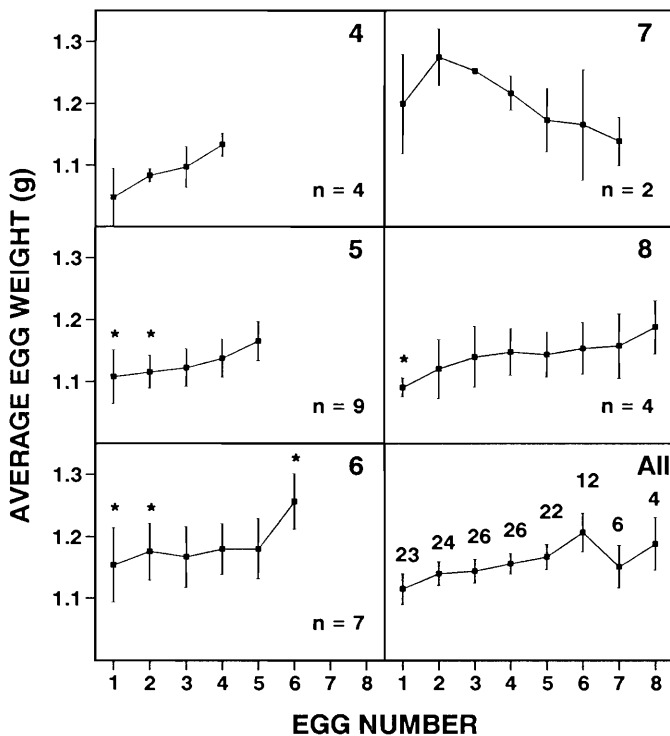 AVERAGE EGG WEIGHT (g)
4
1.3
1.2
1.1
n = 4
7
n = 2
5
1.3
1.2
* *
1.1
n = 9
8
*
n = 4
6
*
1.3
* *
1.2
1.1
n = 7
All
23 24 26 26 22 12 6 4
1 2 3 4 5 6 7 8
1 2 3 4 5 6 7 8
EGG NUMBER